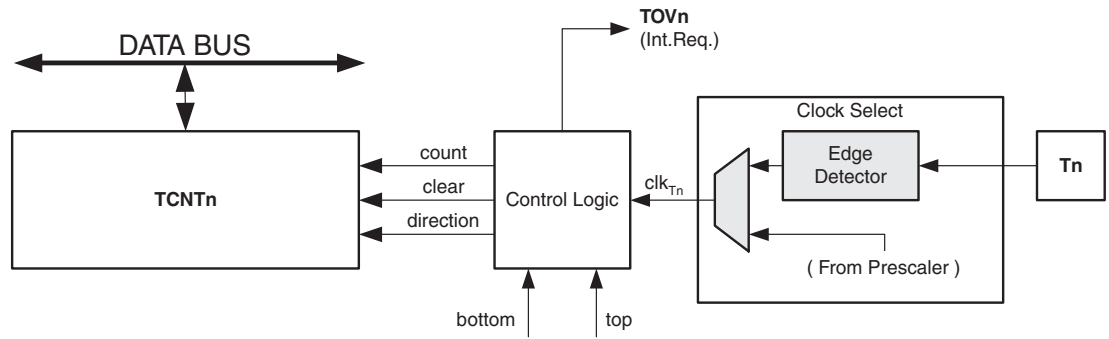 TOVn
(Int.Req.)
DATA BUS
Clock Select
count
Edge
Detector
Tn
TCNTn
clear
Control Logic
clkTn
direction
( From Prescaler )
bottom
top